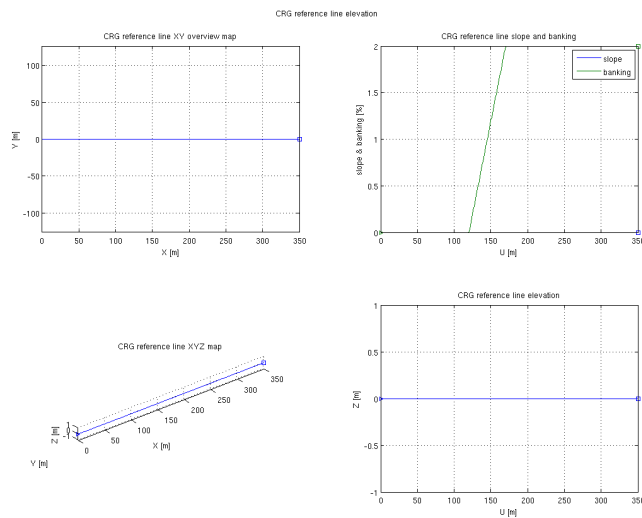 CRG reference line elevation
CRG reference line XY overview map
100
50
0
-50
-100
Y [m]
0 50 100 150 200 250 300 350
X [m]
CRG reference line slope and banking
2
1.5
1
0.5
0
slope & banking [%]
slope
banking
0 50 100 150 200 250 300 350
U [m]
CRG reference line XYZ map
1
0
-1
Z [m]
Y [m]
0 50 100 150 200 250 300 350
X [m]
CRG reference line elevation
1
0.5
0
-0.5
-1
Z [m]
0 50 100 150 200 250 300 350
U [m]